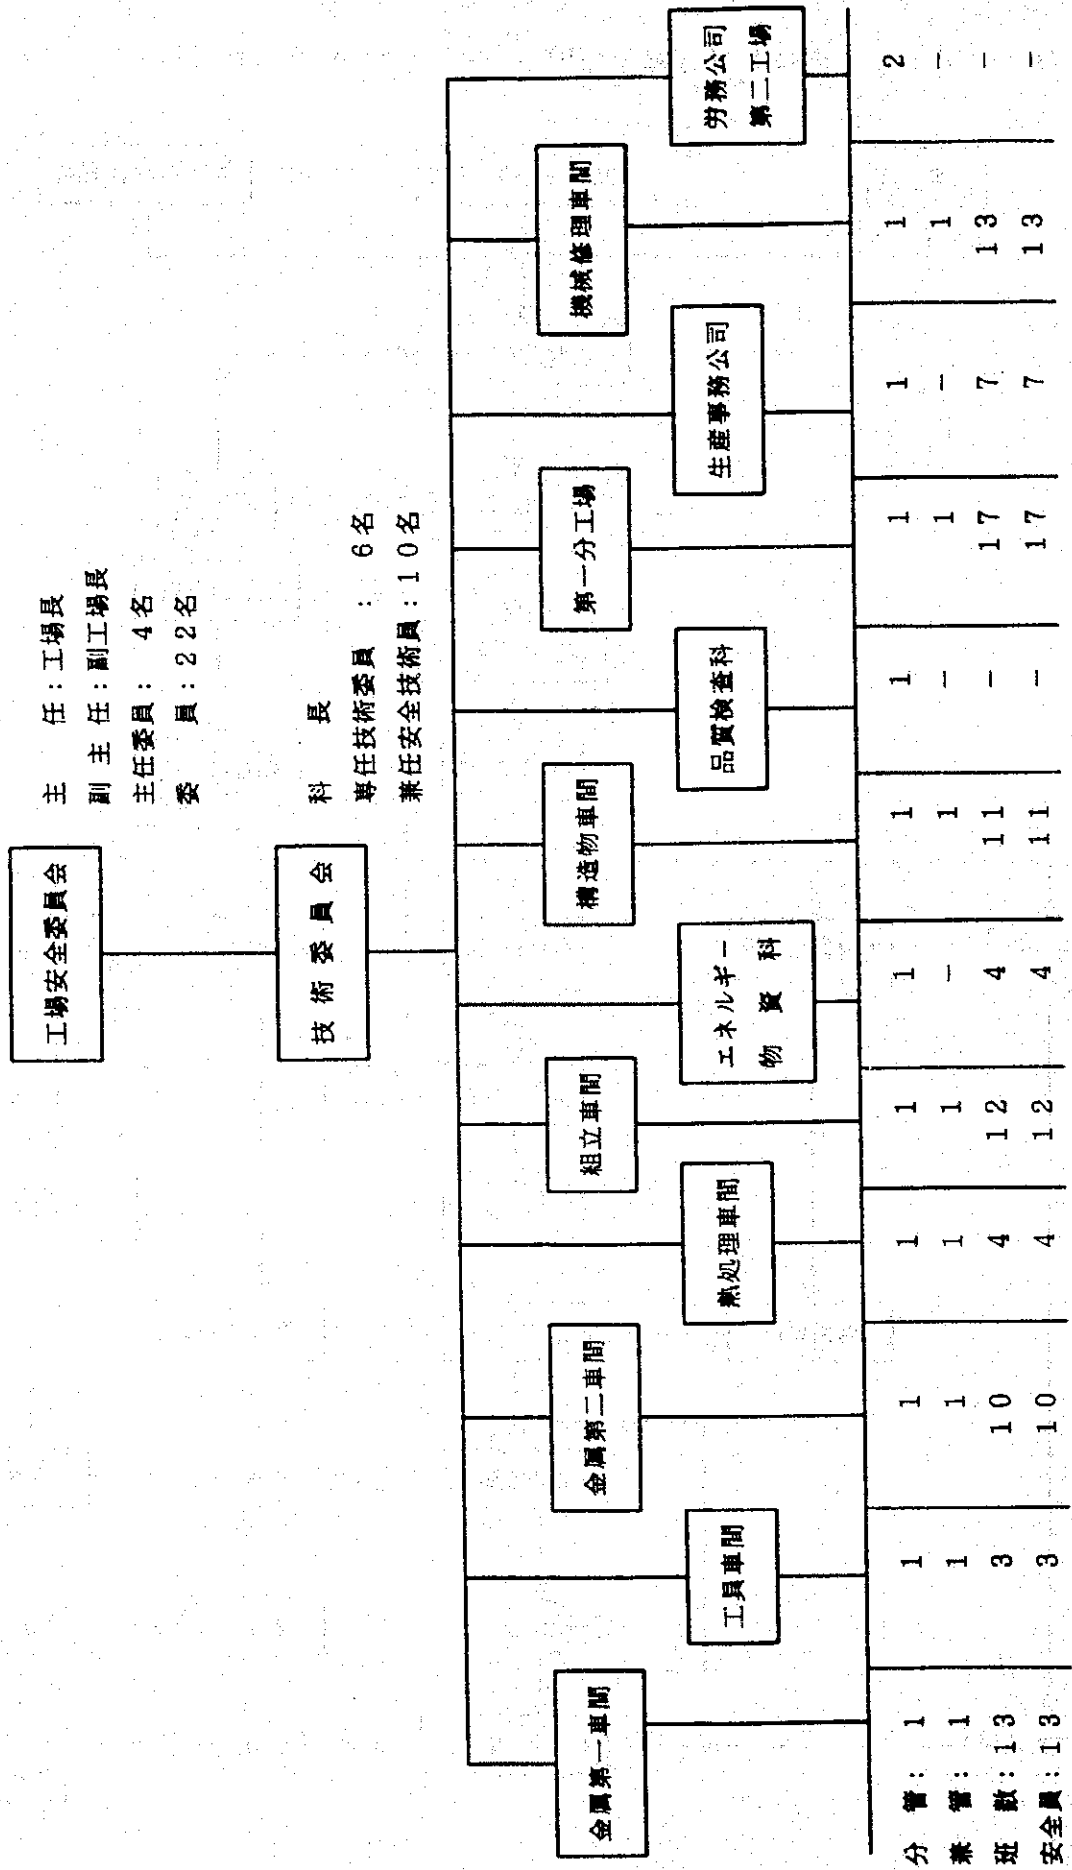 工場安全委員会
主　　任：工場長
副 主 任：副工場長
主任委員：　4名
委　　員：22名
技 術 委 員 会
科　　長
専任技術委員　：　6名
兼任安全技術員：10名
金属第一車間
工具車間
金属第二車間
熱処理車間
組立車間
エネルギー
物　資　科
構造物車間
品質検査科
第一分工場
生産事務公司
機械修理車間
労務公司
第二工場
分　管：　1　1　1　1　1　1　1　1　1　1　1　2
兼　管：　1　1　1　1　1　-　1　-　1　-　1　-
班　数：13　3　10　4　12　4　11　-　17　7　13　-
安全員：13　3　10　4　12　4　11　-　17　7　13　-